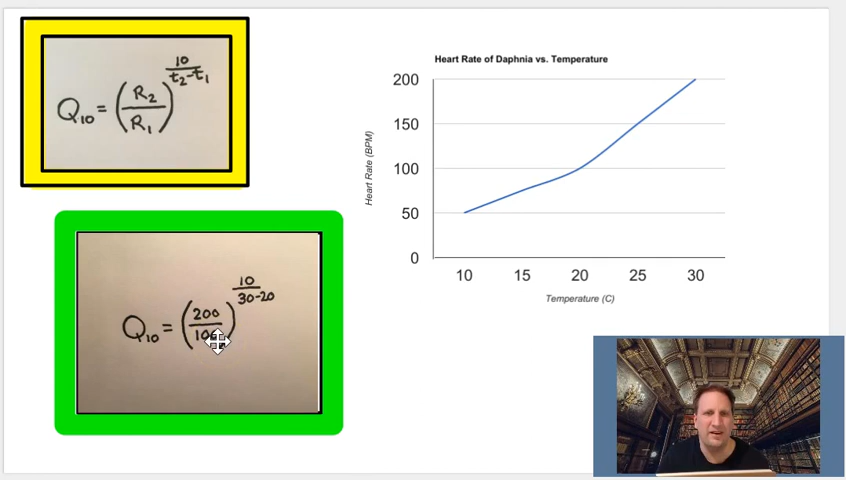 Q10 = (R2/R1)^10/t2-t1
Heart Rate of Daphnia vs. Temperature
Heart Rate (BPM)
200
150
100
50
0
10 15 20 25 30
Temperature (C)
Q10 = (200/100)^10/30-20